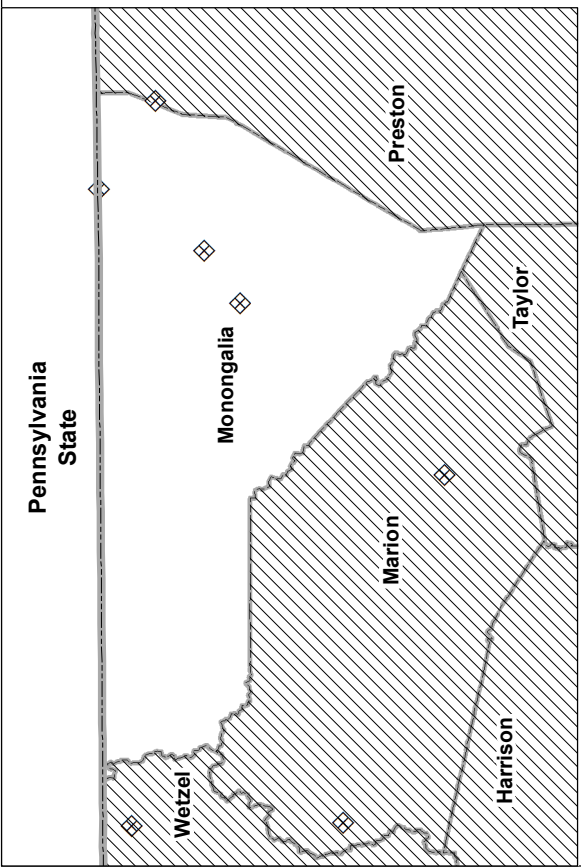 Pennsylvania
State
Preston
Monongalia
Taylor
Marion
Wetzel
Harrison